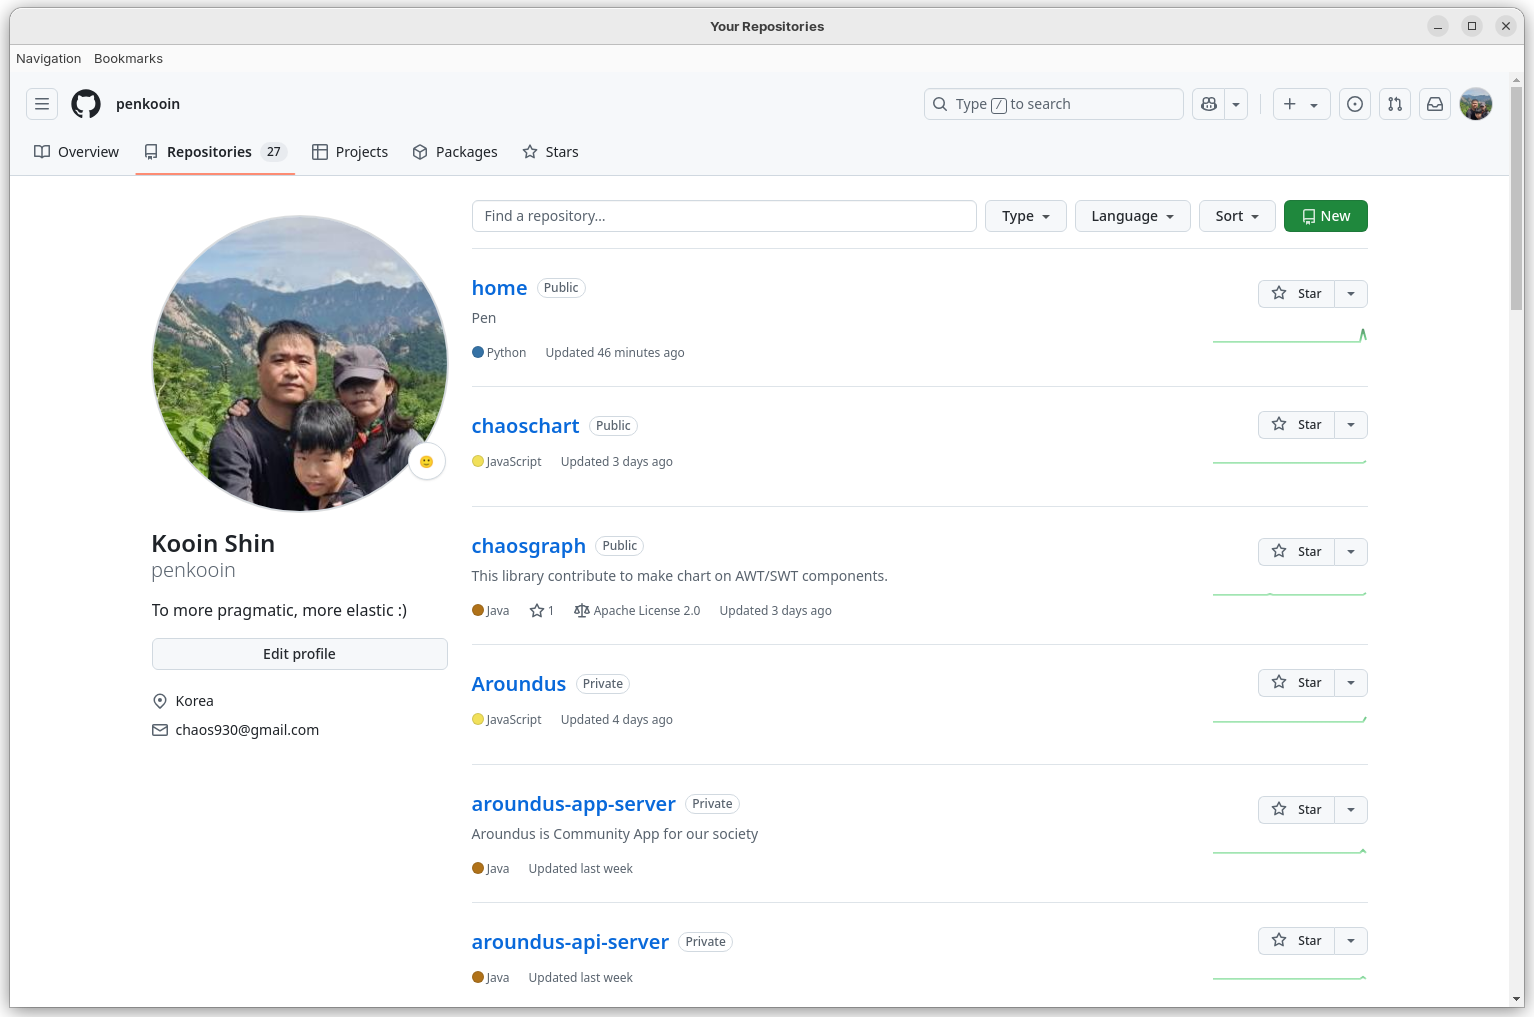 Your Repositories
Navigation Bookmarks
penkooin
Type / to search
Overview Repositories 27 Projects Packages Stars
Find a repository...
Type Language Sort New
home Public
Star
Pen
Python Updated 46 minutes ago
chaoschart Public
Star
JavaScript Updated 3 days ago
chaosgraph Public
Star
This library contribute to make chart on AWT/SWT components.
Java 1 Apache License 2.0 Updated 3 days ago
Aroundus Private
Star
JavaScript Updated 4 days ago
aroundus-app-server Private
Star
Aroundus is Community App for our society
Java Updated last week
aroundus-api-server Private
Star
Java Updated last week
Kooin Shin
penkooin
To more pragmatic, more elastic :)
Edit profile
Korea
chaos930@gmail.com